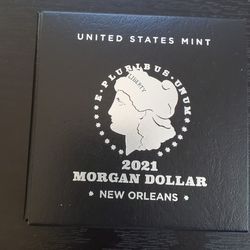 UNITED STATES MINT
E·PLURIBUS·UNUM
LIBERTY
2021
MORGAN DOLLAR
NEW ORLEANS